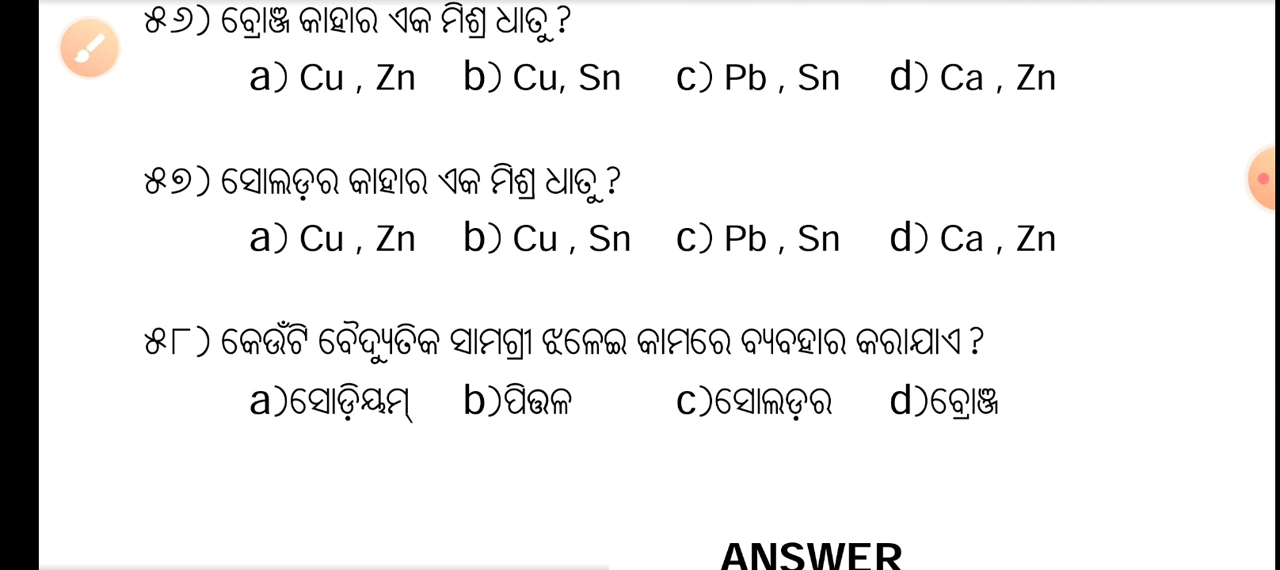 ୫୬) ବ୍ରୋଞ୍ଜ କାହାର ଏକ ମିଶ୍ର ଧାତୁ ?
a) Cu , Zn b) Cu, Sn c) Pb , Sn d) Ca , Zn
୫୭) ସୋଲଡ଼ର କାହାର ଏକ ମିଶ୍ର ଧାତୁ ?
a) Cu , Zn b) Cu , Sn c) Pb , Sn d) Ca , Zn
୫୮) କେଉଁଟି ବୈଦ୍ୟୁତିକ ସାମଗ୍ରୀ ଝଳେଇ କାମରେ ବ୍ୟବହାର କରାଯାଏ ?
a)ସୋଡ଼ିୟମ୍ b)ପିତ୍ତଳ c)ସୋଲଡ଼ର d)ବ୍ରୋଞ୍ଜ
ANSWER